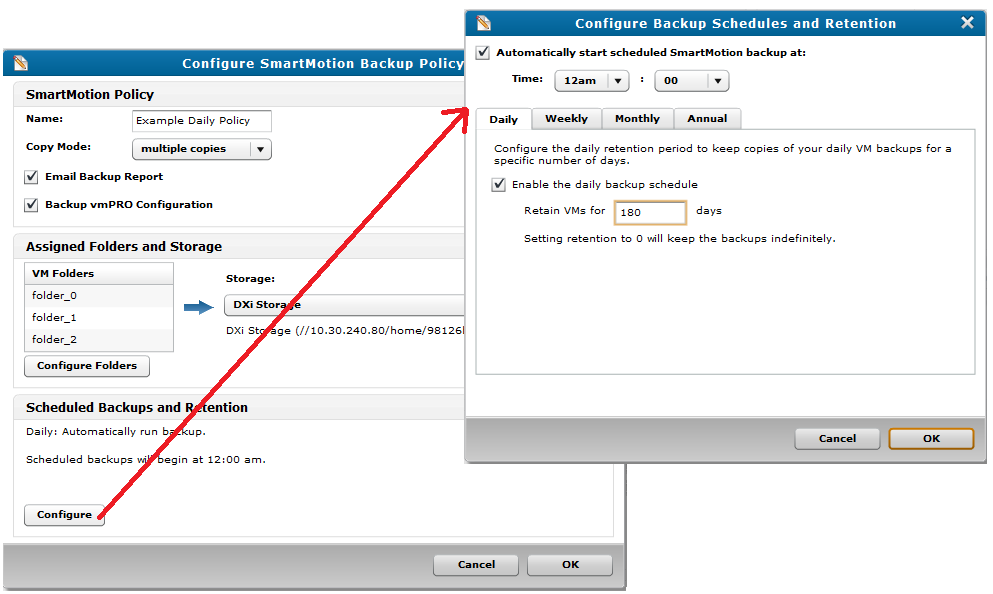 Configure SmartMotion Backup Policy
SmartMotion Policy
Name: Example Daily Policy
Copy Mode: multiple copies
Email Backup Report
Backup vmPRO Configuration
Assigned Folders and Storage
VM Folders
folder_0
folder_1
folder_2
Configure Folders
Storage:
DXi Storage
DXi Storage (//10.30.240.80/home/98126
Scheduled Backups and Retention
Daily: Automatically run backup.
Scheduled backups will begin at 12:00 am.
Configure
Cancel OK
Configure Backup Schedules and Retention
Automatically start scheduled SmartMotion backup at:
Time: 12am : 00
Daily Weekly Monthly Annual
Configure the daily retention period to keep copies of your daily VM backups for a
specific number of days.
Enable the daily backup schedule
Retain VMs for 180 days
Setting retention to 0 will keep the backups indefinitely.
Cancel OK